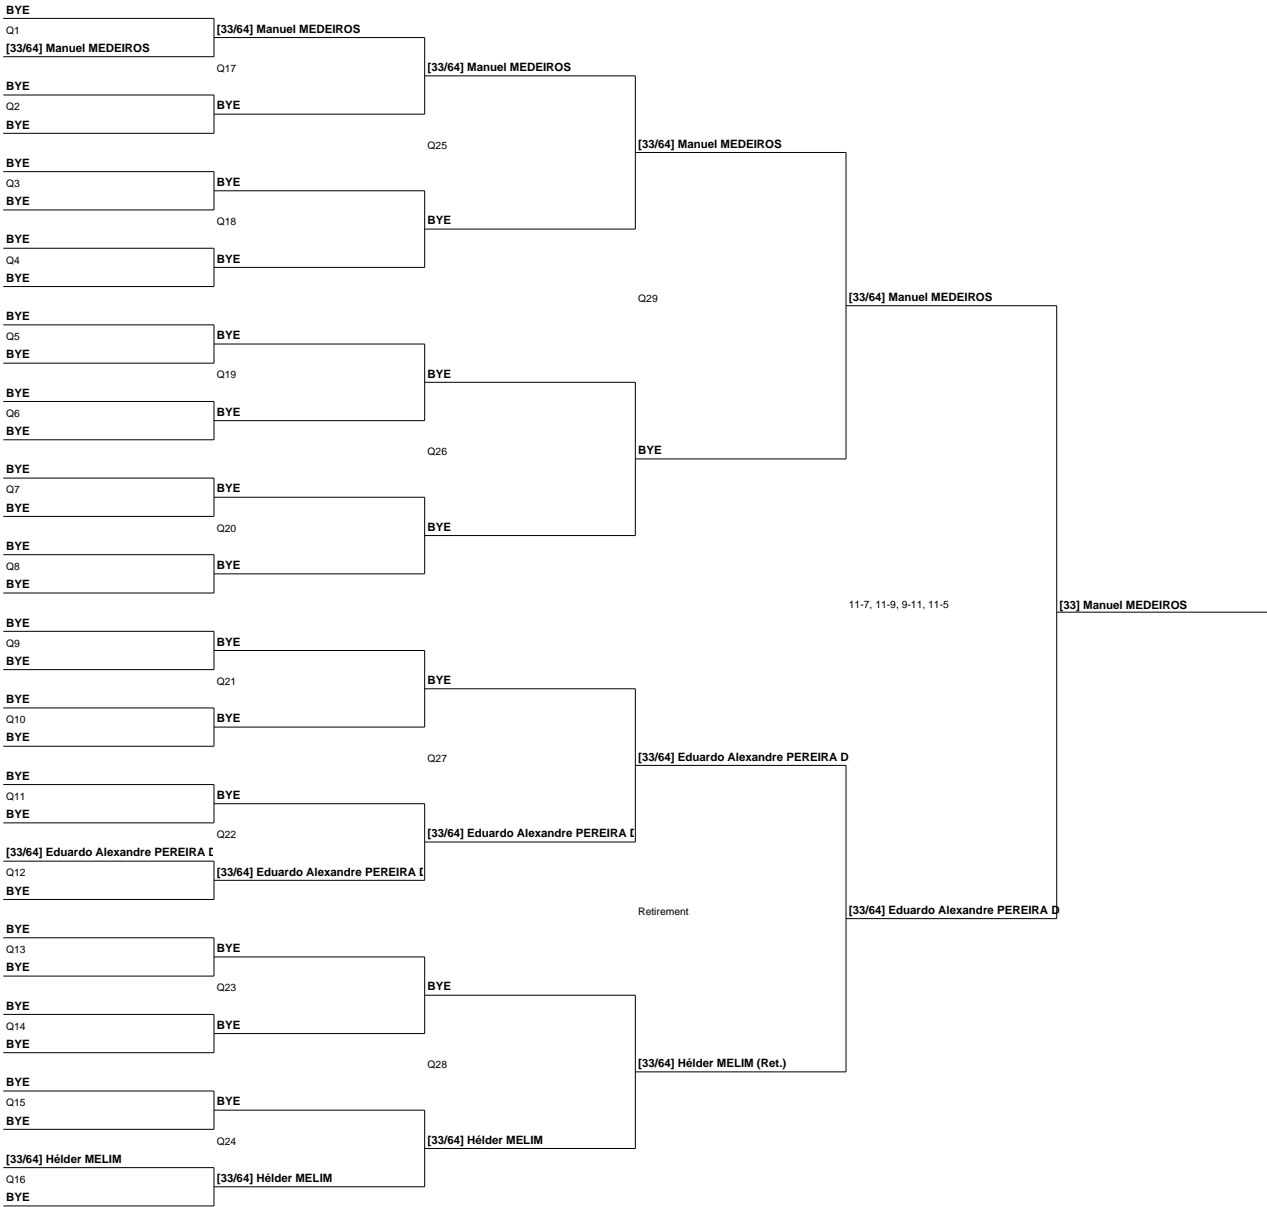 BYE
Q1
[33/64] Manuel MEDEIROS
[33/64] Manuel MEDEIROS
Q17
[33/64] Manuel MEDEIROS
BYE
Q2
BYE
BYE
Q25
[33/64] Manuel MEDEIROS
BYE
Q3
BYE
BYE
Q18
BYE
BYE
Q4
BYE
BYE
Q29
[33/64] Manuel MEDEIROS
BYE
Q5
BYE
BYE
Q19
BYE
BYE
Q6
BYE
BYE
Q26
BYE
BYE
Q7
BYE
BYE
Q20
BYE
BYE
Q8
BYE
BYE
11-7, 11-9, 9-11, 11-5
[33] Manuel MEDEIROS
BYE
Q9
BYE
BYE
Q21
BYE
BYE
Q10
BYE
BYE
Q27
[33/64] Eduardo Alexandre PEREIRA D
BYE
Q11
BYE
BYE
Q22
[33/64] Eduardo Alexandre PEREIRA D
[33/64] Eduardo Alexandre PEREIRA D
Q12
BYE
[33/64] Eduardo Alexandre PEREIRA D
Retirement
[33/64] Eduardo Alexandre PEREIRA D
BYE
Q13
BYE
BYE
Q23
BYE
BYE
Q14
BYE
BYE
Q28
[33/64] Hélder MELIM (Ret.)
BYE
Q15
BYE
BYE
Q24
[33/64] Hélder MELIM
[33/64] Hélder MELIM
Q16
BYE
[33/64] Hélder MELIM